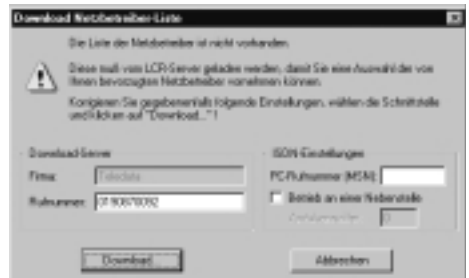 Download Netzbetreiber-Liste
Die Liste der Netzbetreiber ist nicht vorhanden.
Diese muß vom LCR-Server geladen werden, damit Sie eine Auswahl der von
Ihnen bevorzugten Netzbetreiber vornehmen können.
Korrigieren Sie gegebenenfalls folgende Einstellungen, wählen die Schnittstelle
und klicken auf "Download..." !
Download-Server
ISDN-Einstellungen
Firma: Teledata
PC-Rufnummer (MSN):
Rufnummer:
Betrieb an einer Nebenstelle
0
Download...
Abbrechen